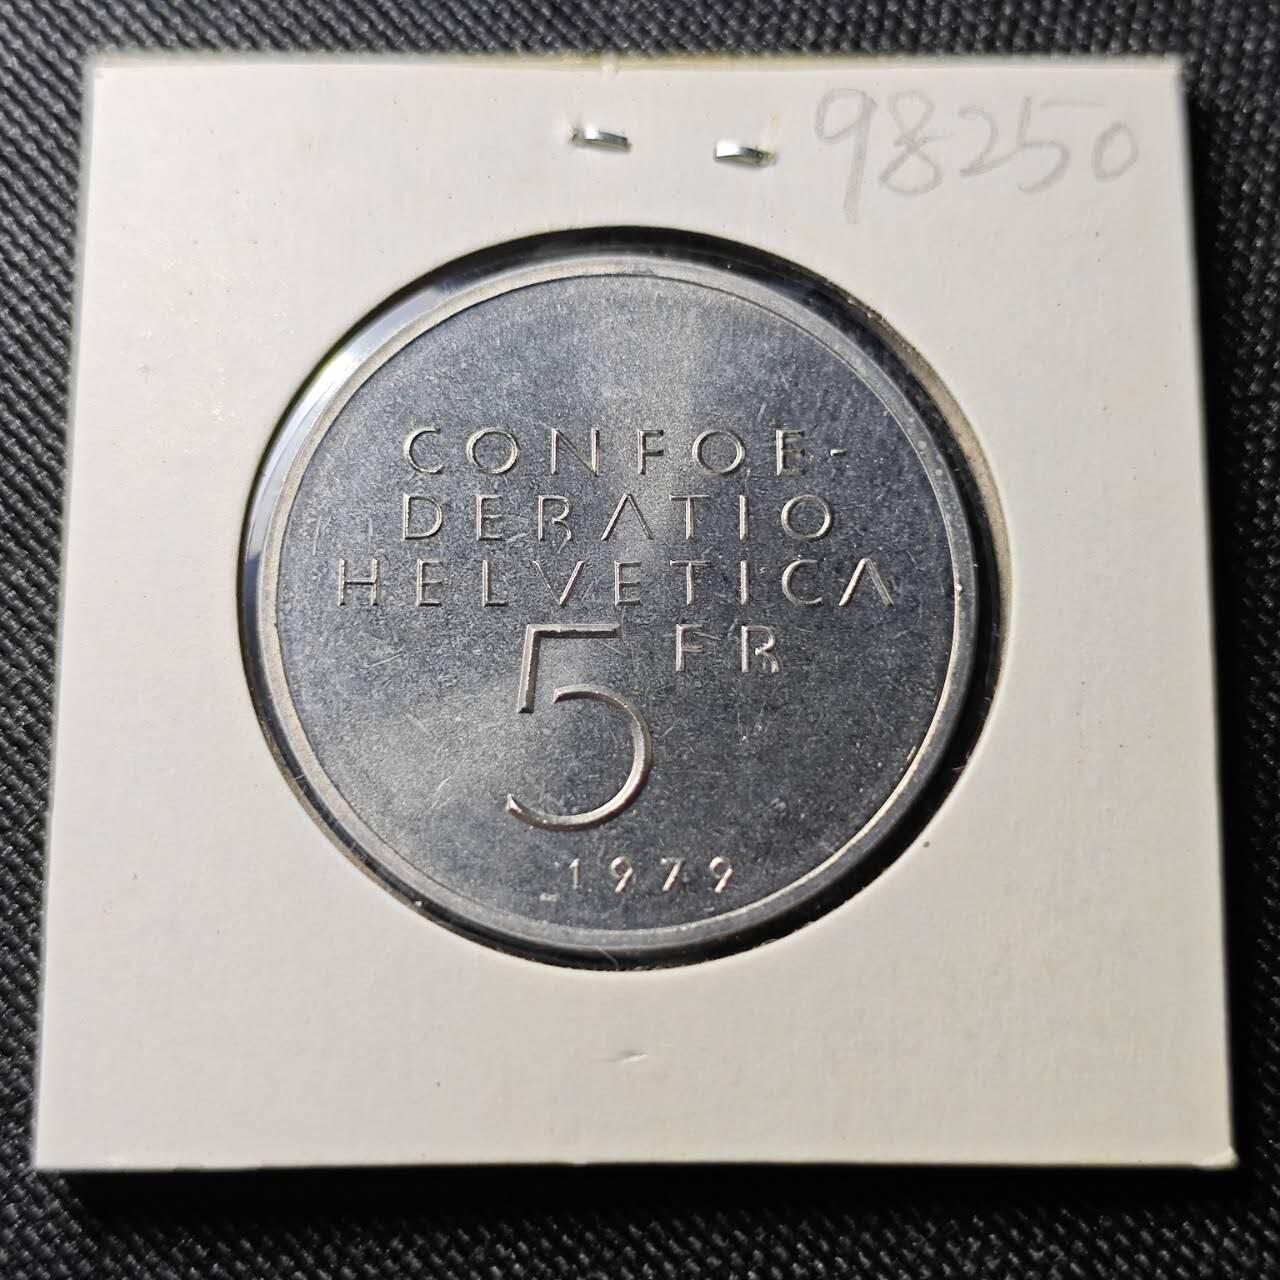 98250
CONFOE-
DERATIO
HELVETICA
5 FR
1979